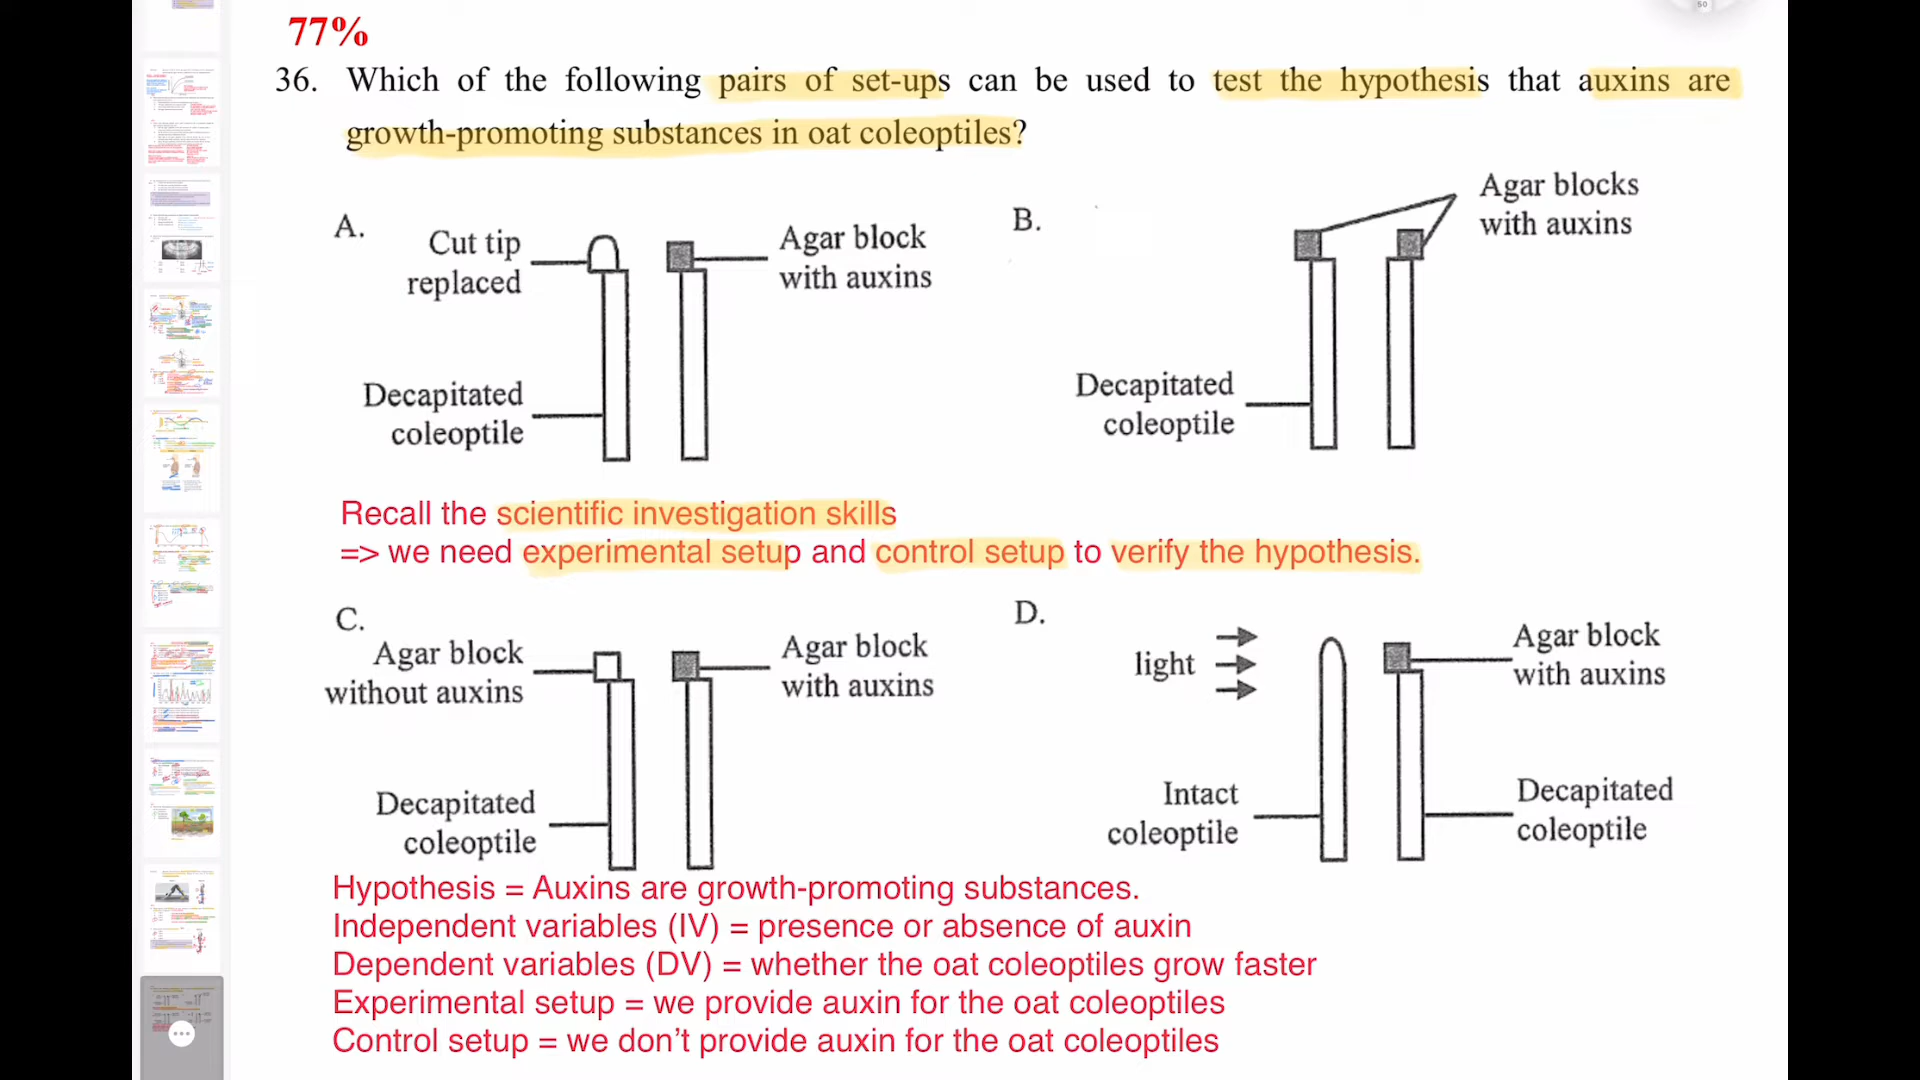 50
77%
36. Which of the following pairs of set-ups can be used to test the hypothesis that auxins are
growth-promoting substances in oat coleoptiles?
A.
Cut tip
replaced
Agar block
with auxins
Decapitated
coleoptile
B.
Agar blocks
with auxins
Decapitated
coleoptile
Recall the scientific investigation skills
=> we need experimental setup and control setup to verify the hypothesis.
C.
Agar block
without auxins
Agar block
with auxins
Decapitated
coleoptile
D.
light
Agar block
with auxins
Intact
coleoptile
Decapitated
coleoptile
Hypothesis = Auxins are growth-promoting substances.
Independent variables (IV) = presence or absence of auxin
Dependent variables (DV) = whether the oat coleoptiles grow faster
Experimental setup = we provide auxin for the oat coleoptiles
Control setup = we don’t provide auxin for the oat coleoptiles